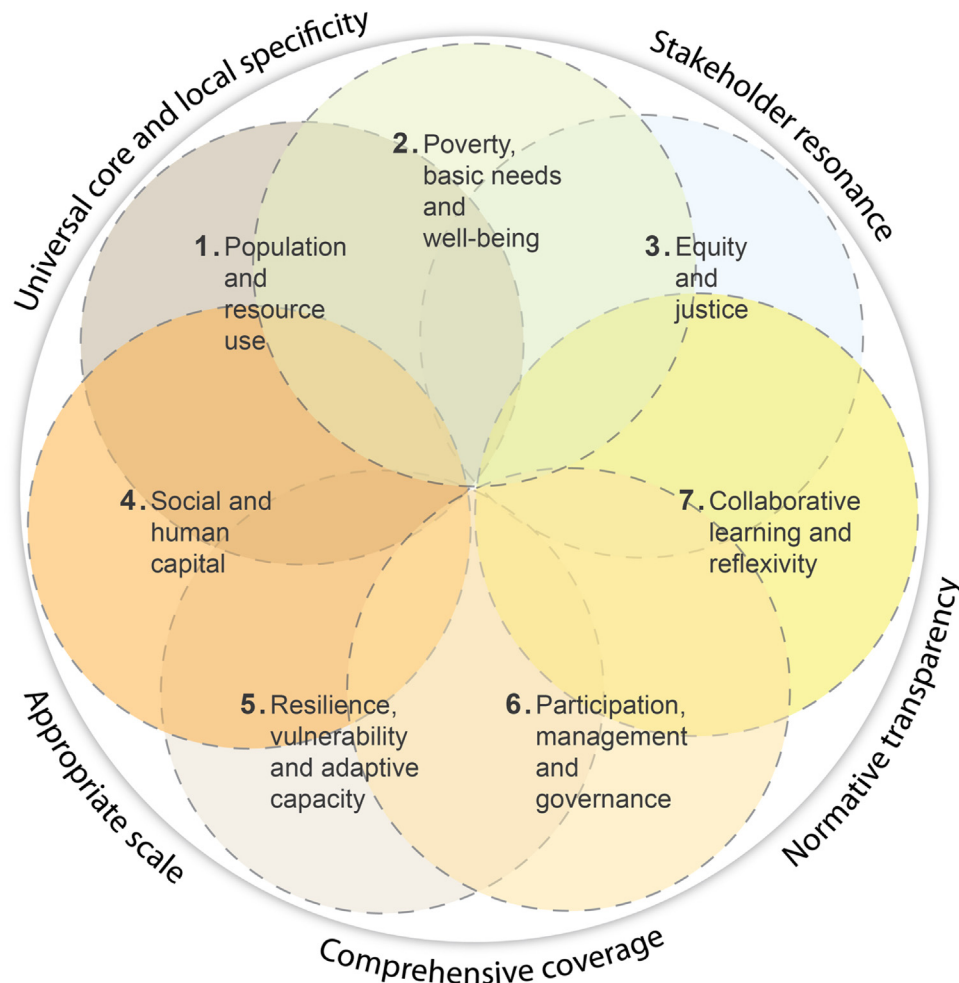 Universal core and local specificity
Stakeholder resonance
2. Poverty,
basic needs
and
well-being
1. Population
and
resource
use
3. Equity
and
justice
4. Social and
human
capital
7. Collaborative
learning and
reflexivity
5. Resilience,
vulnerability
and adaptive
capacity
6. Participation,
management
and
governance
Appropriate scale
Normative transparency
Comprehensive coverage